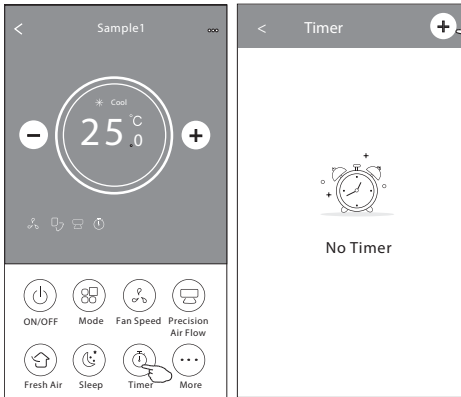 Sample1
Cool
25.0 °C
ON/OFF
Mode
Fan Speed
Precision
Air Flow
Fresh Air
Sleep
Timer
More
Timer
No Timer